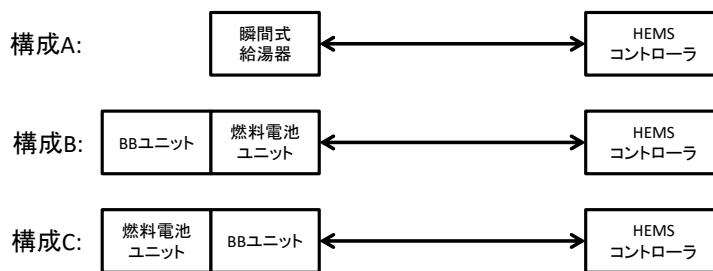 構成A:
瞬間式
給湯器
HEMS
コントローラ
構成B:
BBユニット
燃料電池
ユニット
HEMS
コントローラ
構成C:
燃料電池
ユニット
BBユニット
HEMS
コントローラ